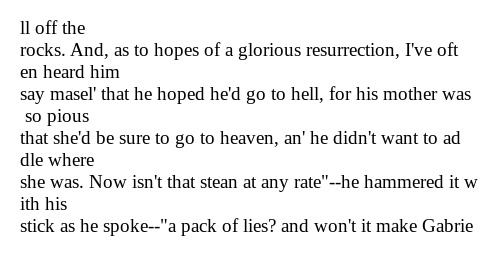 ll off the
rocks. And, as to hopes of a glorious resurrection, I've oft
en heard him
say masel' that he hoped he'd go to hell, for his mother was
 so pious
that she'd be sure to go to heaven, an' he didn't want to ad
dle where
she was. Now isn't that stean at any rate"--he hammered it w
ith his
stick as he spoke--"a pack of lies? and won't it make Gabrie